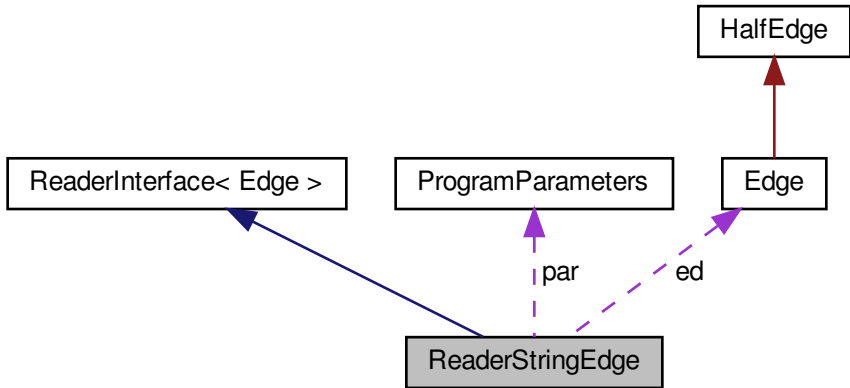 HalfEdge
ReaderInterface< Edge >
ProgramParameters
Edge
par
ed
ReaderStringEdge